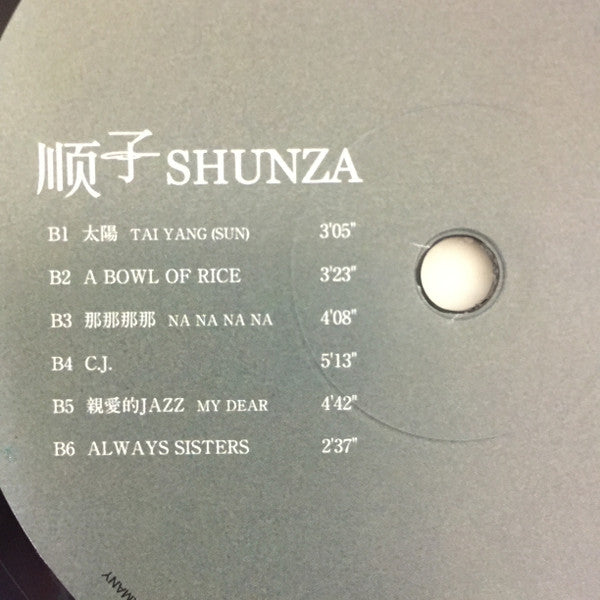 顺子 SHUNZA
B1 太陽 TAI YANG (SUN) 3'05"
B2 A BOWL OF RICE 3'23"
B3 那那那那 NA NA NA NA 4'08"
B4 C.J. 5'13"
B5 親愛的JAZZ MY DEAR 4'42"
B6 ALWAYS SISTERS 2'37"